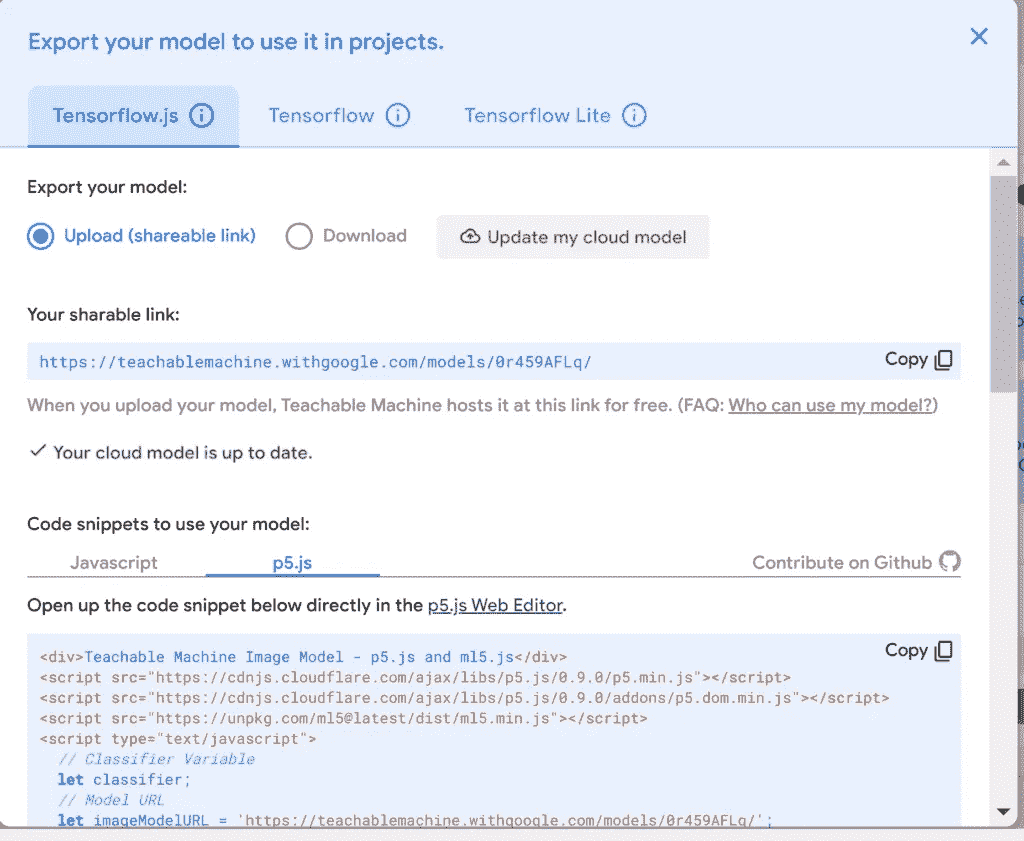 Export your model to use it in projects.
Tensorflow.js Tensorflow Tensorflow Lite
Export your model:
Upload (shareable link) Download Update my cloud model
Your sharable link:
https://teachablemachine.withgoogle.com/models/0r459AFLq/ Copy
When you upload your model, Teachable Machine hosts it at this link for free. (FAQ: Who can use my model?)
Your cloud model is up to date.
Code snippets to use your model:
Javascript p5.js Contribute on Github
Open up the code snippet below directly in the p5.js Web Editor.
<div>Teachable Machine Image Model - p5.js and ml5.js</div> Copy
<script src="https://cdnjs.cloudflare.com/ajax/libs/p5.js/0.9.0/p5.min.js"></script>
<script src="https://cdnjs.cloudflare.com/ajax/libs/p5.js/0.9.0/addons/p5.dom.min.js"></script>
<script src="https://unpkg.com/ml5@latest/dist/ml5.min.js"></script>
<script type="text/javascript">
// Classifier Variable
let classifier;
// Model URL
let imageModelURL = 'https://teachablemachine.withgoogle.com/models/0r459AFLq/';